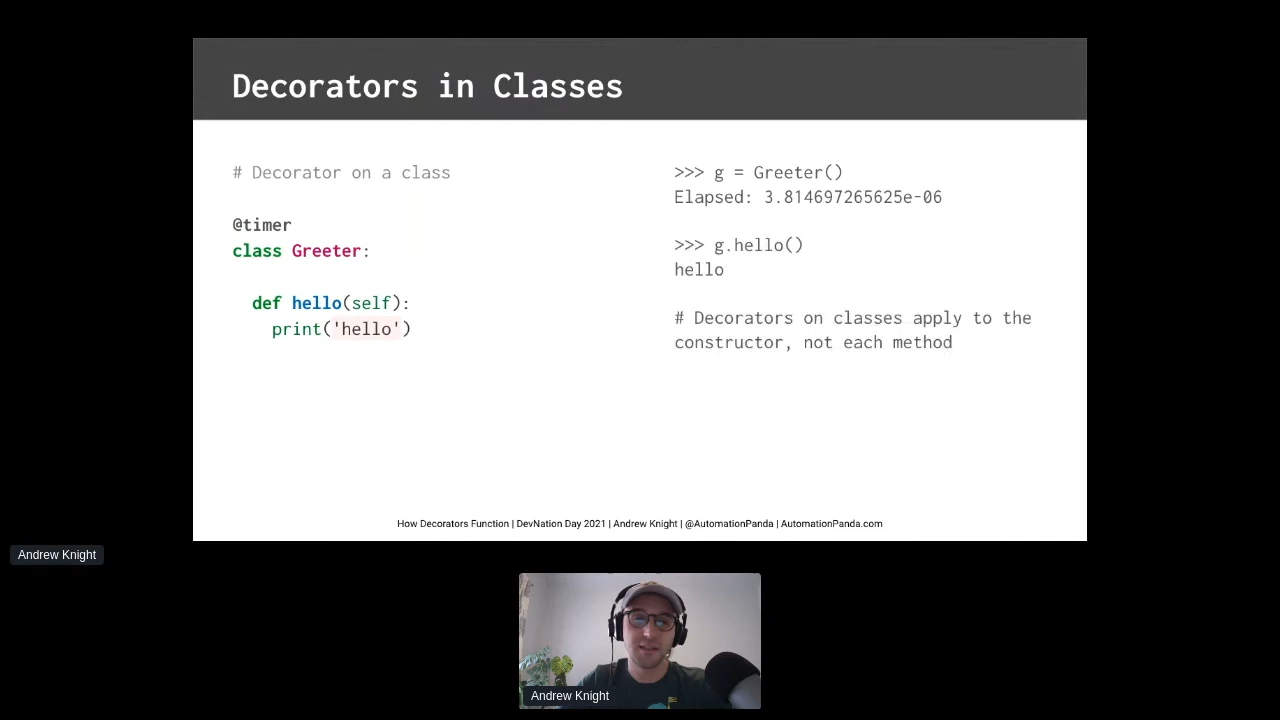 Decorators in Classes
# Decorator on a class
@timer
class Greeter:
def hello(self):
print('hello')
>>> g = Greeter()
Elapsed: 3.814697265625e-06
>>> g.hello()
hello
# Decorators on classes apply to the
constructor, not each method
How Decorators Function | DevNation Day 2021 | Andrew Knight | @AutomationPanda | AutomationPanda.com
Andrew Knight
Andrew Knight